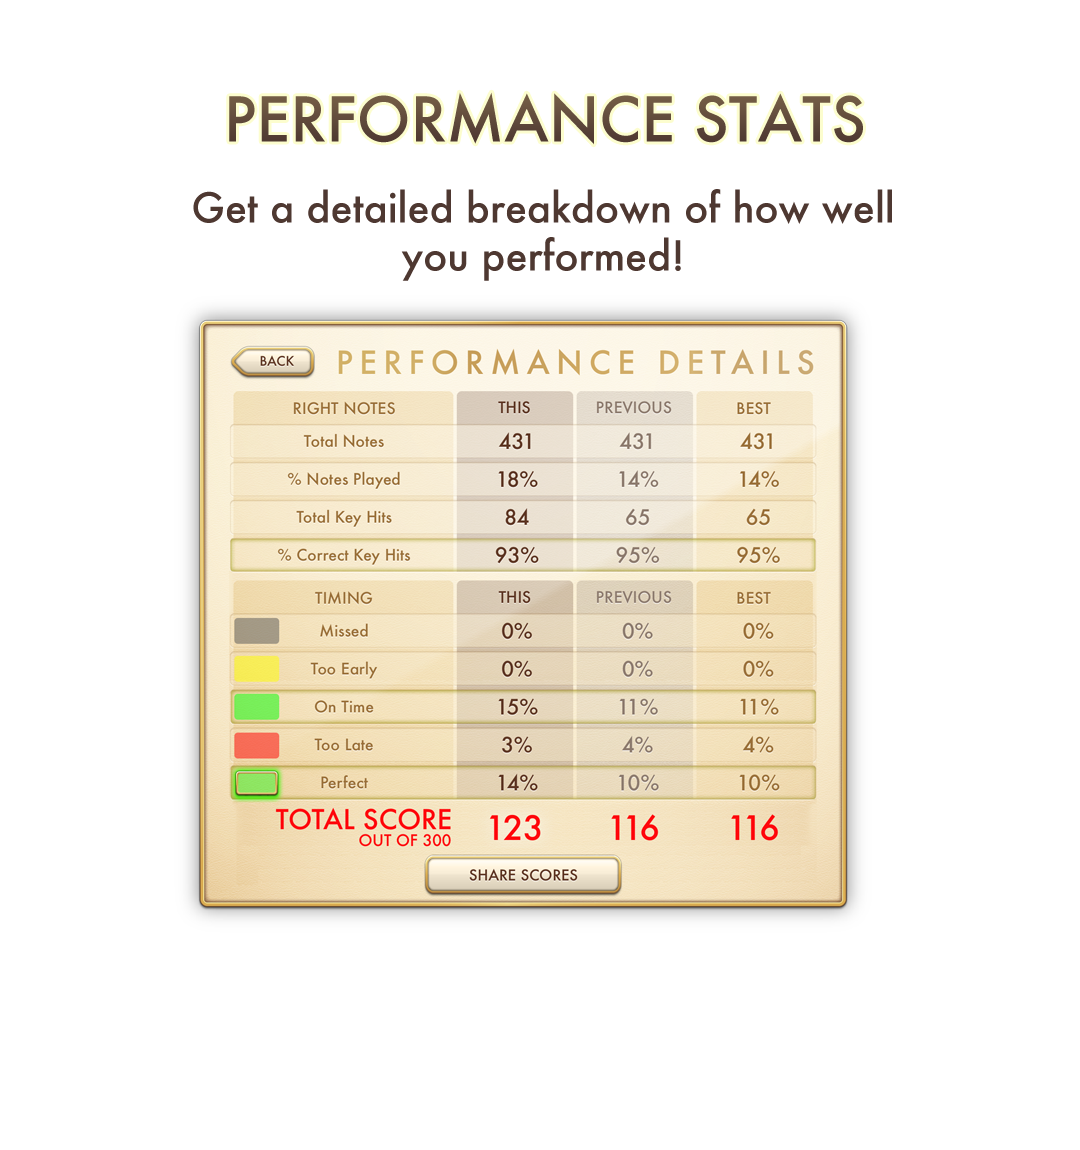 PERFORMANCE STATS
Get a detailed breakdown of how well
you performed!
BACK PERFORMANCE DETAILS
RIGHT NOTES THIS PREVIOUS BEST
Total Notes 431 431 431
% Notes Played 18% 14% 14%
Total Key Hits 84 65 65
% Correct Key Hits 93% 95% 95%
TIMING THIS PREVIOUS BEST
Missed 0% 0% 0%
Too Early 0% 0% 0%
On Time 15% 11% 11%
Too Late 3% 4% 4%
Perfect 14% 10% 10%
TOTAL SCORE 123 116 116
OUT OF 300
SHARE SCORES